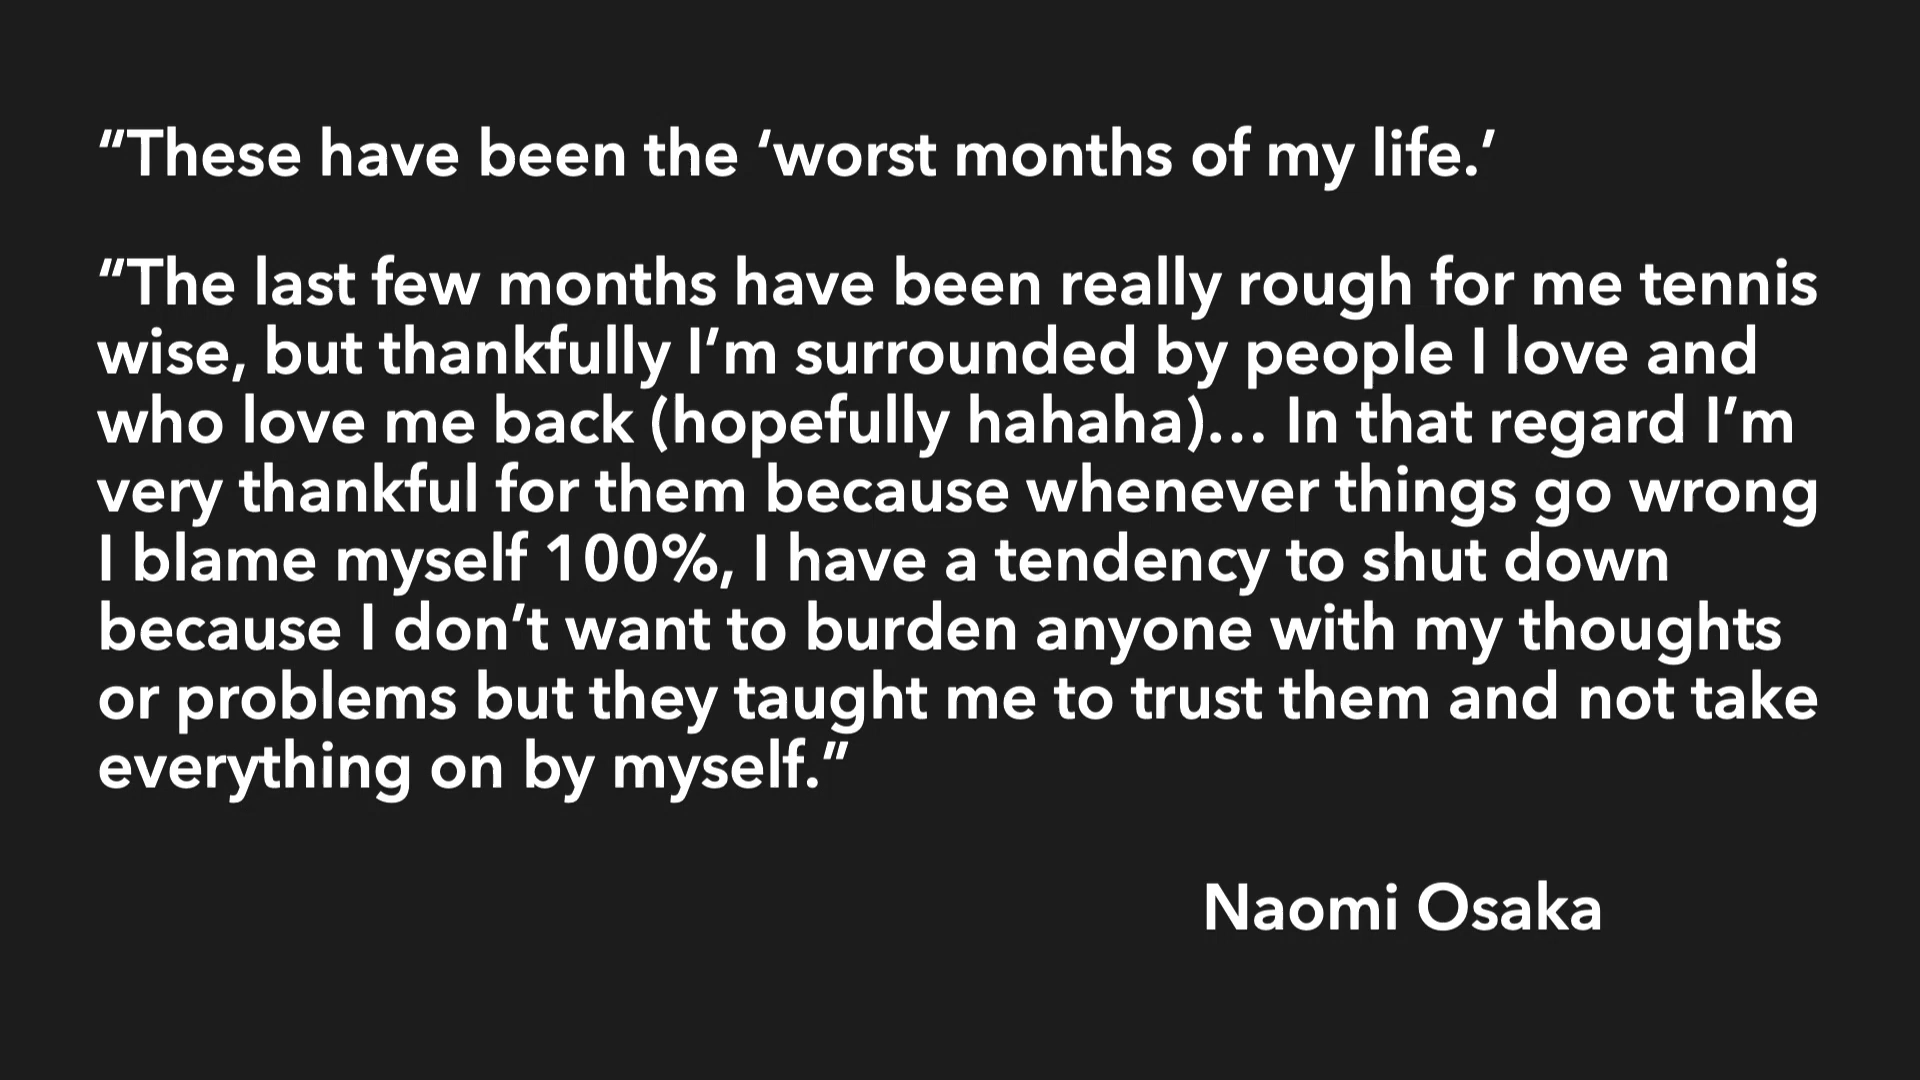 “These have been the ‘worst months of my life.’
“The last few months have been really rough for me tennis
wise, but thankfully I’m surrounded by people I love and
who love me back (hopefully hahaha)… In that regard I’m
very thankful for them because whenever things go wrong
I blame myself 100%, I have a tendency to shut down
because I don’t want to burden anyone with my thoughts
or problems but they taught me to trust them and not take
everything on by myself.”
Naomi Osaka